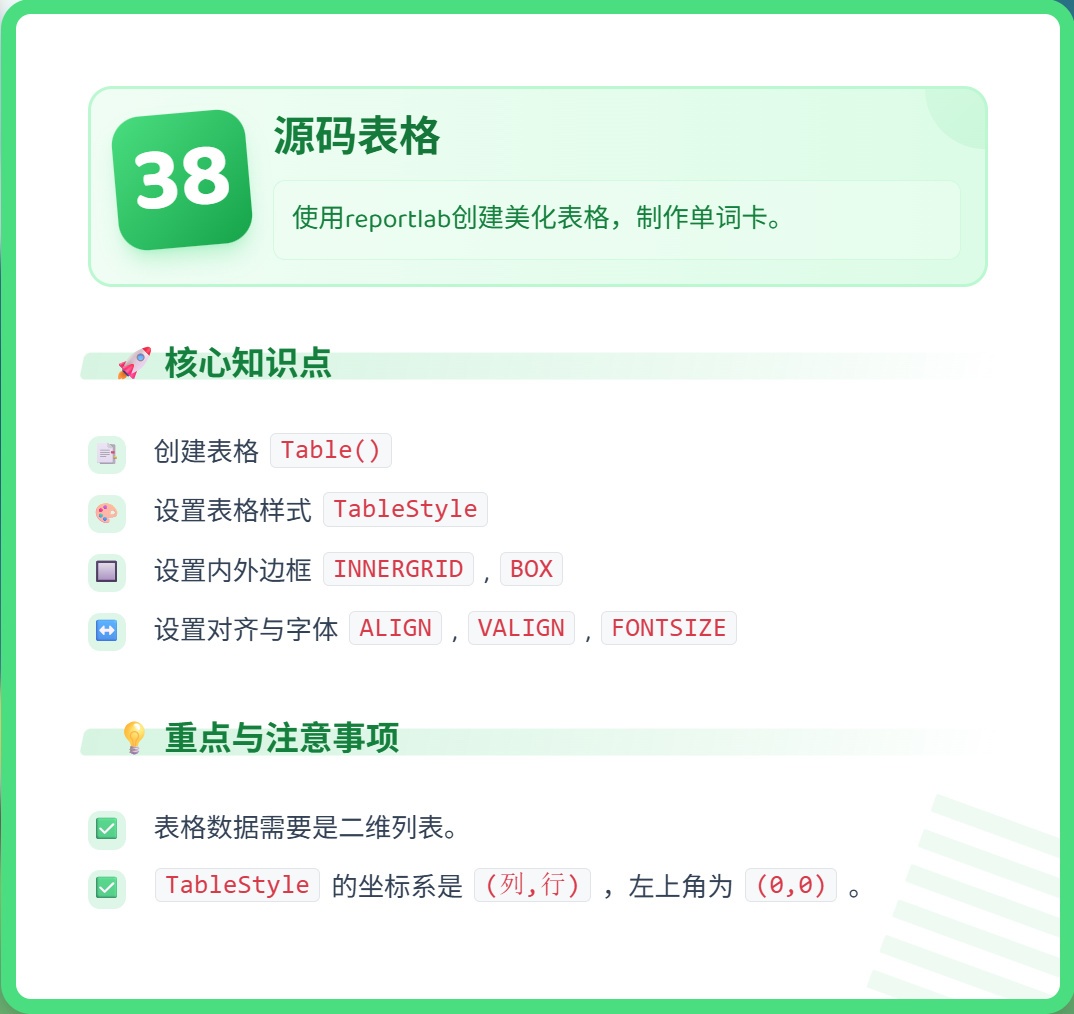 38
源码表格
使用reportlab创建美化表格，制作单词卡。
核心知识点
创建表格 Table()
设置表格样式 TableStyle
设置内外边框 INNERGRID , BOX
设置对齐与字体 ALIGN , VALIGN , FONTSIZE
重点与注意事项
表格数据需要是二维列表。
TableStyle 的坐标系是 (列,行) ，左上角为 (0,0) 。